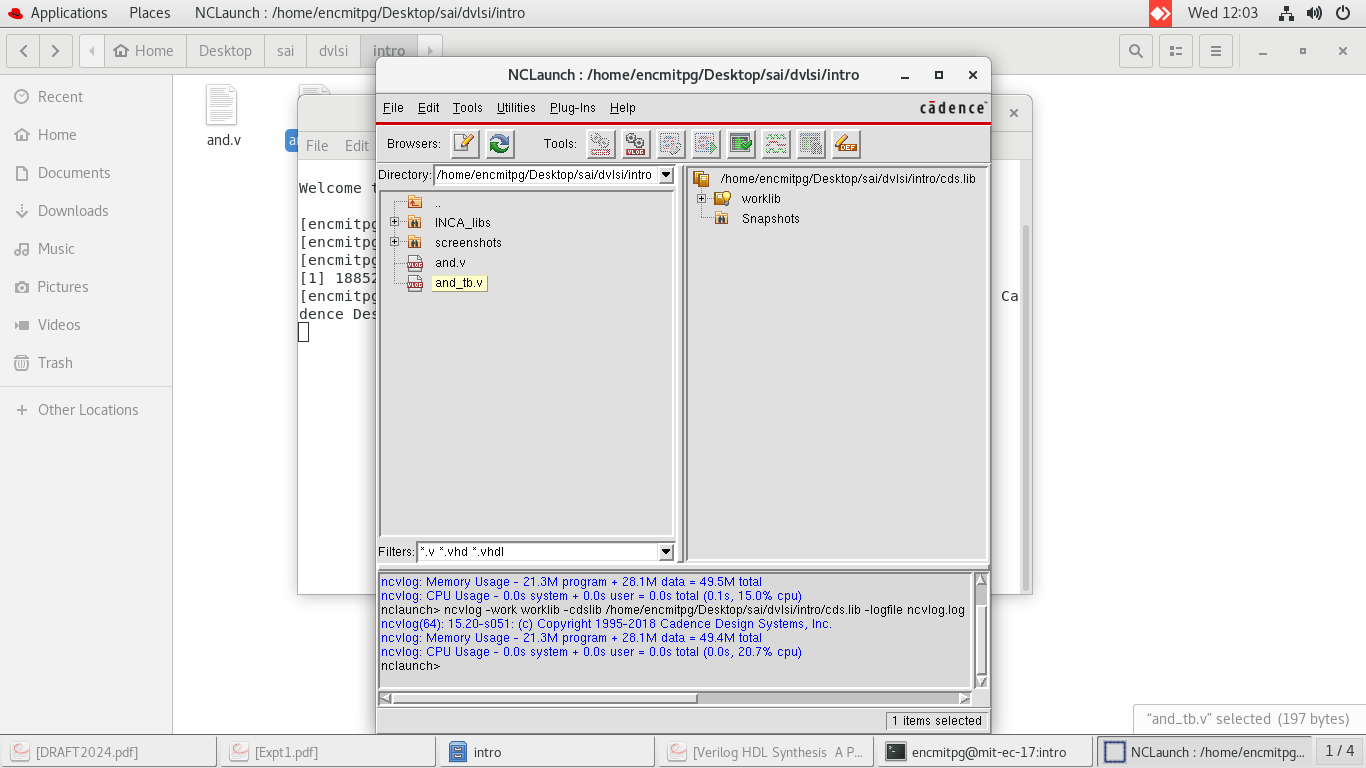 Applications Places NCLaunch : /home/encmitpg/Desktop/sai/dvlsi/intro Wed 12:03
Home Desktop sai dvlsi intro
Recent
Home
Documents
Downloads
Music
Pictures
Videos
Trash
Other Locations
and.v
File Edit
Welcome t
[encmitpg
[encmitpg
[encmitpg
[1] 18852
[encmitpg Ca
dence Des
NCLaunch : /home/encmitpg/Desktop/sai/dvlsi/intro
File Edit Tools Utilities Plug-Ins Help cādence
Browsers: Tools: VLOG DEF
Directory: /home/encmitpg/Desktop/sai/dvlsi/intro
..
INCA_libs
screenshots
VLOG and.v
VLOG and_tb.v
/home/encmitpg/Desktop/sai/dvlsi/intro/cds.lib
worklib
Snapshots
Filters: *.v *.vhd *.vhdl
ncvlog: Memory Usage - 21.3M program + 28.1M data = 49.5M total
ncvlog: CPU Usage - 0.0s system + 0.0s user = 0.0s total (0.1s, 15.0% cpu)
nclaunch> ncvlog -work worklib -cdslib /home/encmitpg/Desktop/sai/dvlsi/intro/cds.lib -logfile ncvlog.log
ncvlog(64): 15.20-s051: (c) Copyright 1995-2018 Cadence Design Systems, Inc.
ncvlog: Memory Usage - 21.3M program + 28.1M data = 49.4M total
ncvlog: CPU Usage - 0.0s system + 0.0s user = 0.0s total (0.0s, 20.7% cpu)
nclaunch>
1 items selected
“and_tb.v” selected (197 bytes)
[DRAFT2024.pdf] [Expt1.pdf] intro [Verilog HDL Synthesis A P... encmitpg@mit-ec-17:intro NCLaunch : /home/encmitpg... 1 / 4